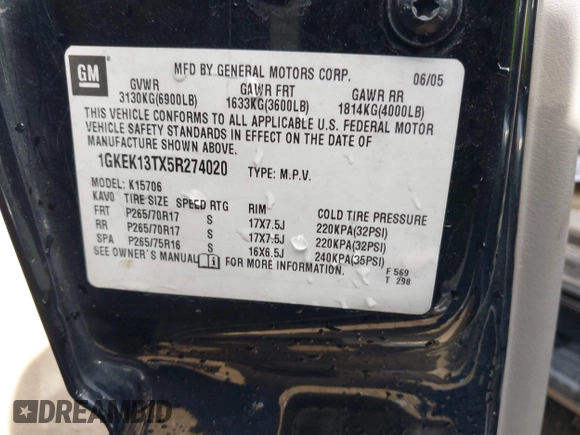 GM
MFD BY GENERAL MOTORS CORP. 06/05
GVWR GAWR FRT GAWR RR
3130KG(6900LB) 1633KG(3600LB) 1814KG(4000LB)
THIS VEHICLE CONFORMS TO ALL APPLICABLE U.S. FEDERAL MOTOR
VEHICLE SAFETY STANDARDS IN EFFECT ON THE DATE OF
MANUFACTURE SHOWN ABOVE.
1GKEK13TX5R274020 TYPE: M.P.V.
MODEL: K15706
KAVO TIRE SIZE SPEED RTG RIM COLD TIRE PRESSURE
FRT P265/70R17 S 17X7.5J 220KPA(32PSI)
RR P265/70R17 S 17X7.5J 220KPA(32PSI)
SPA P265/75R16 S 16X6.5J 240KPA(35PSI)
SEE OWNER'S MANUAL FOR MORE INFORMATION.
F 569
T 298
DREAMBID